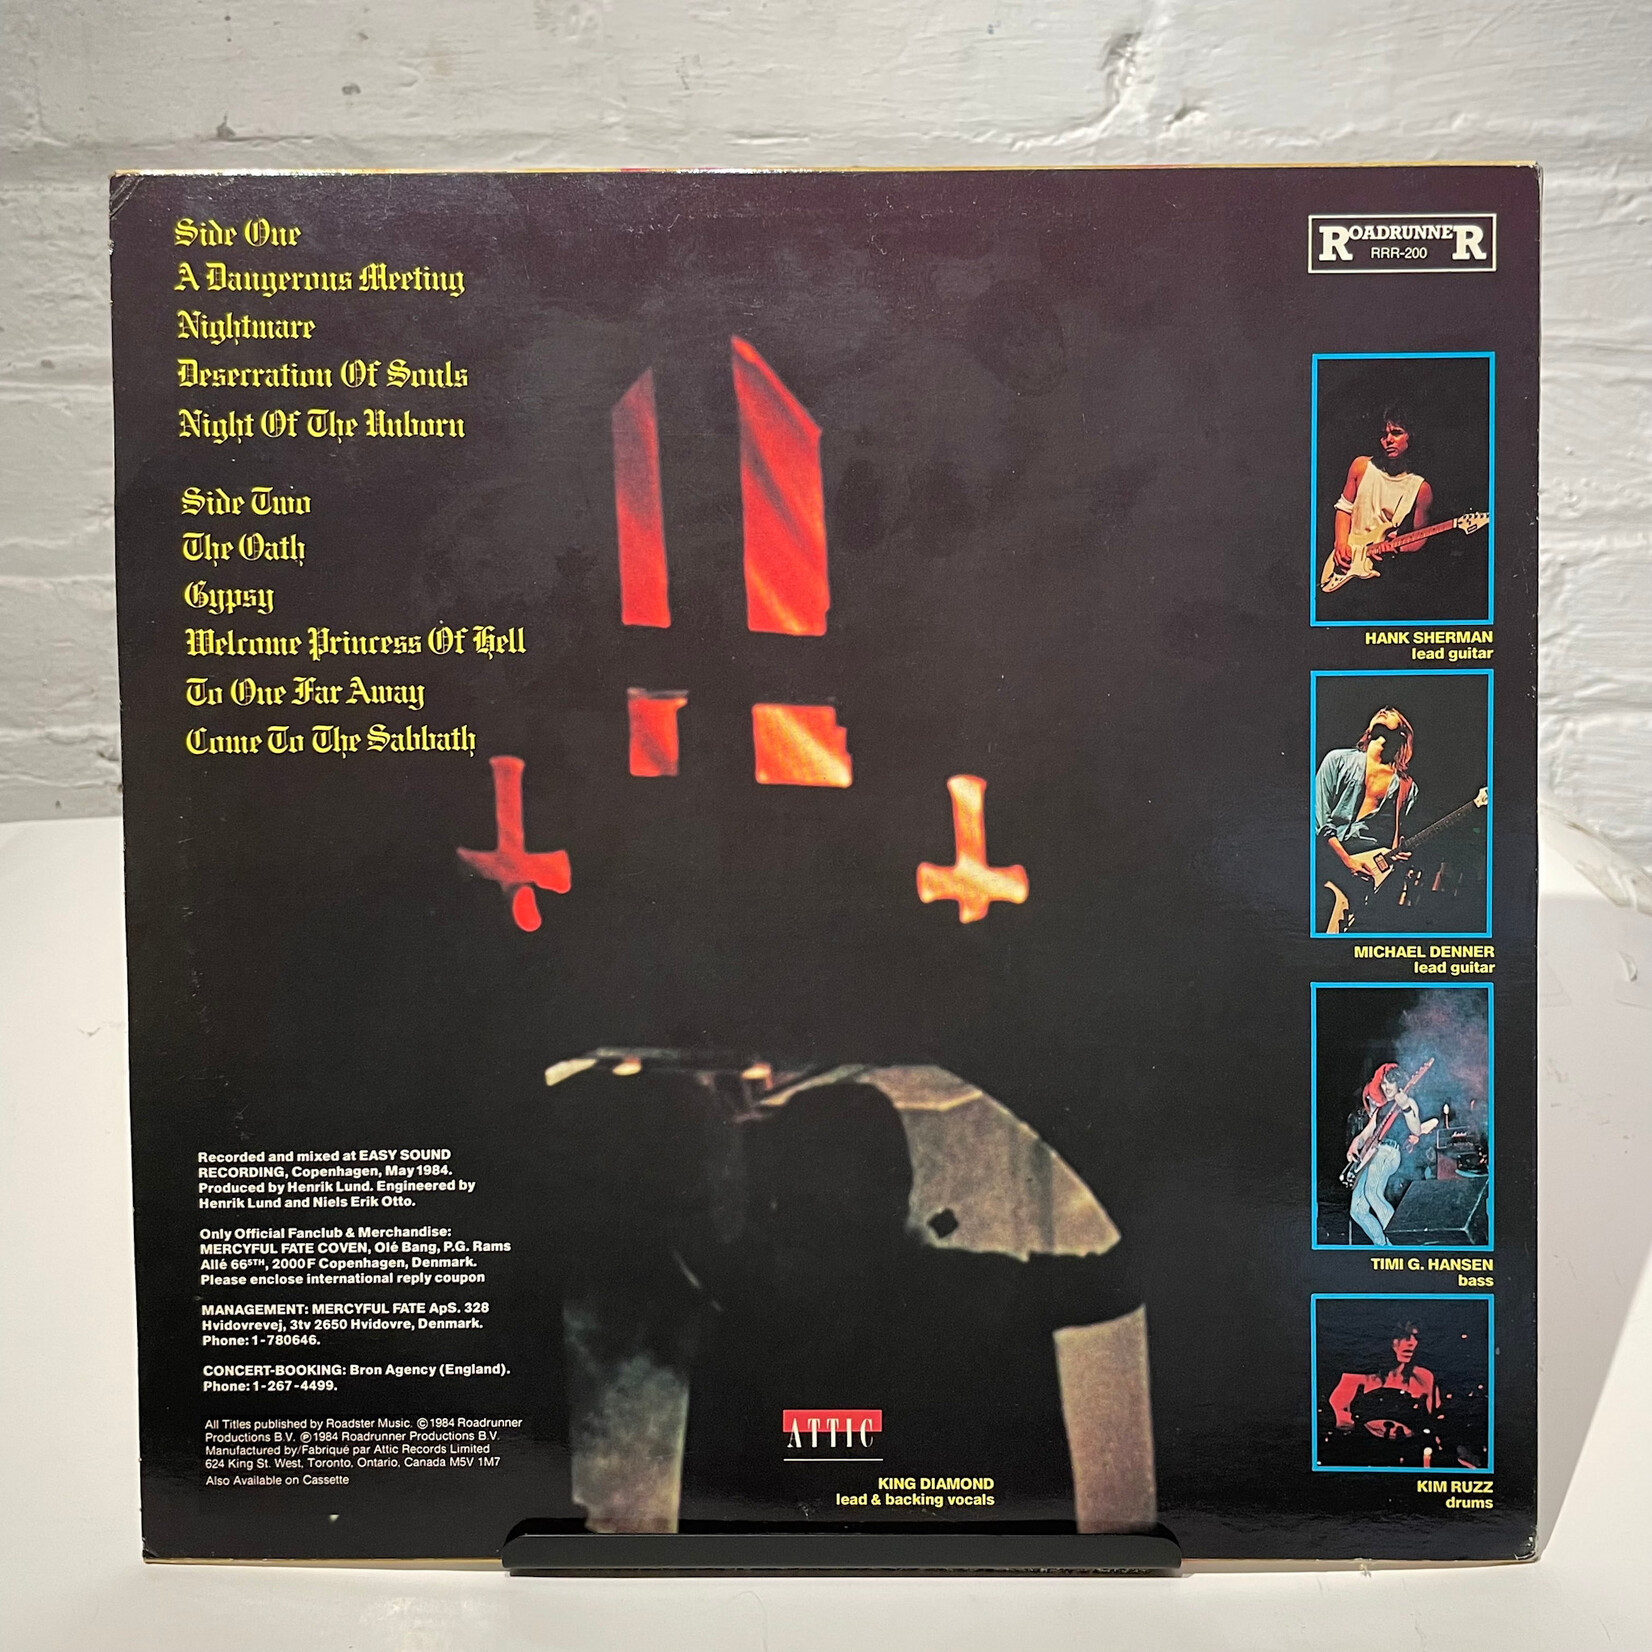 Side One
A Dangerous Meeting
Nightmare
Desecration Of Souls
Night Of The Unborn
Side Two
The Oath
Gypsy
Welcome Princess Of Hell
To One Far Away
Come To The Sabbath
Recorded and mixed at EASY SOUND
RECORDING, Copenhagen, May 1984.
Produced by Henrik Lund. Engineered by
Henrik Lund and Niels Erik Otto.
Only Official Fanclub & Merchandise:
MERCYFUL FATE COVEN, Olé Bang, P.G. Rams
Allé 66STH, 2000F Copenhagen, Denmark.
Please enclose international reply coupon
MANAGEMENT: MERCYFUL FATE ApS. 328
Hvidovrevej, 3tv 2650 Hvidovre, Denmark.
Phone: 1-780646.
CONCERT-BOOKING: Bron Agency (England).
Phone: 1-267-4499.
All Titles published by Roadster Music. © 1984 Roadrunner
Productions B.V. ℗ 1984 Roadrunner Productions B.V.
Manufactured by/Fabriqué par Attic Records Limited
624 King St. West, Toronto, Ontario, Canada M5V 1M7
Also Available on Cassette
ATTIC
KING DIAMOND
lead & backing vocals
ROADRUNNER
RRR-200
HANK SHERMAN
lead guitar
MICHAEL DENNER
lead guitar
TIMI G. HANSEN
bass
KIM RUZZ
drums